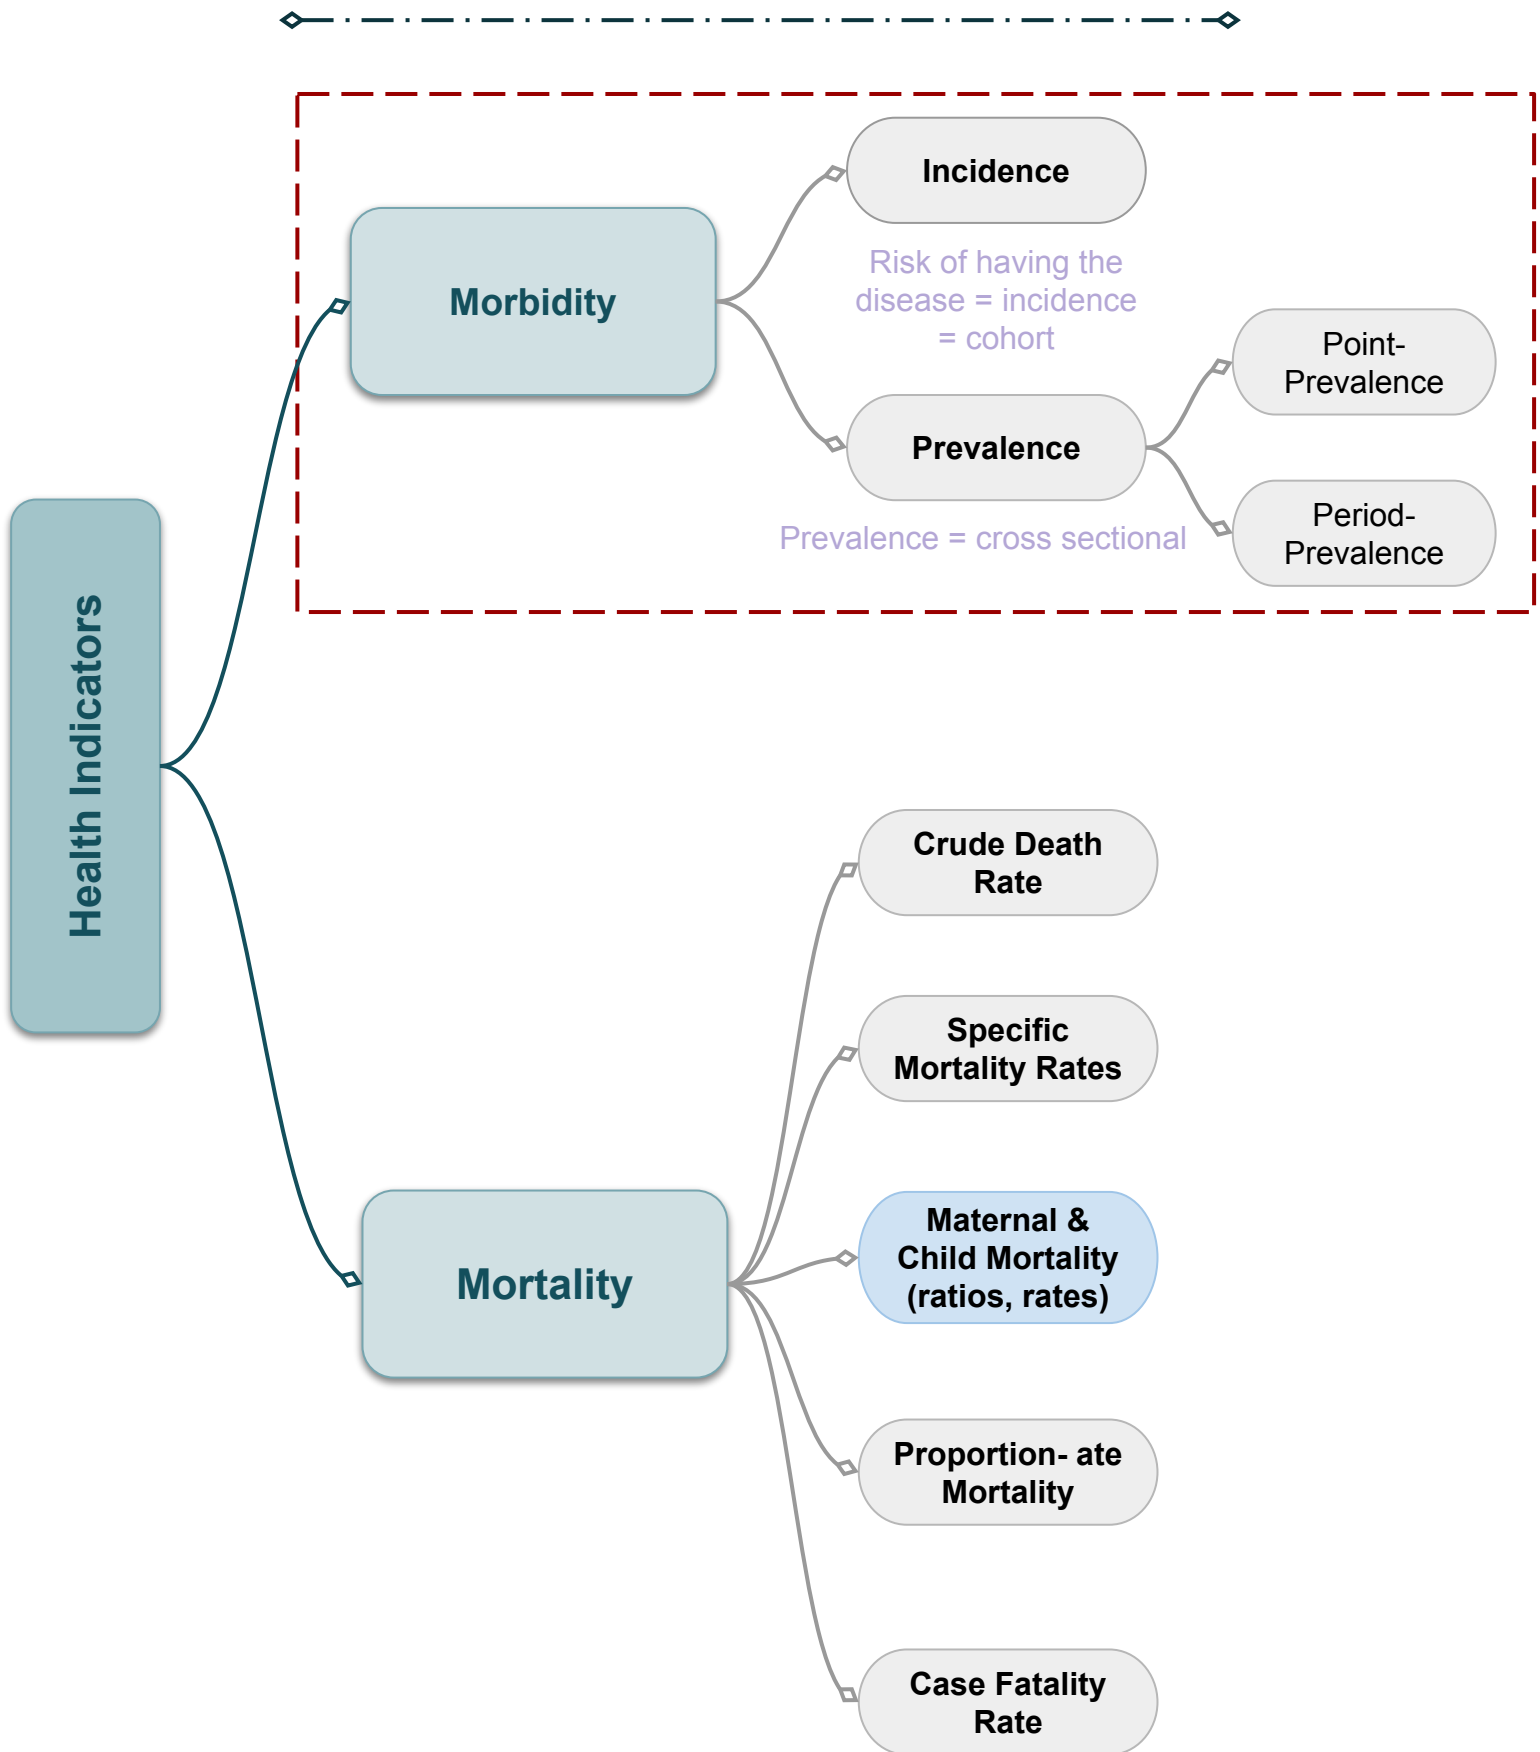 Health Indicators
Morbidity
Incidence
Risk of having the
disease = incidence
= cohort
Prevalence
Prevalence = cross sectional
Point-
Prevalence
Period-
Prevalence
Mortality
Crude Death
Rate
Specific
Mortality Rates
Maternal &
Child Mortality
(ratios, rates)
Proportion- ate
Mortality
Case Fatality
Rate